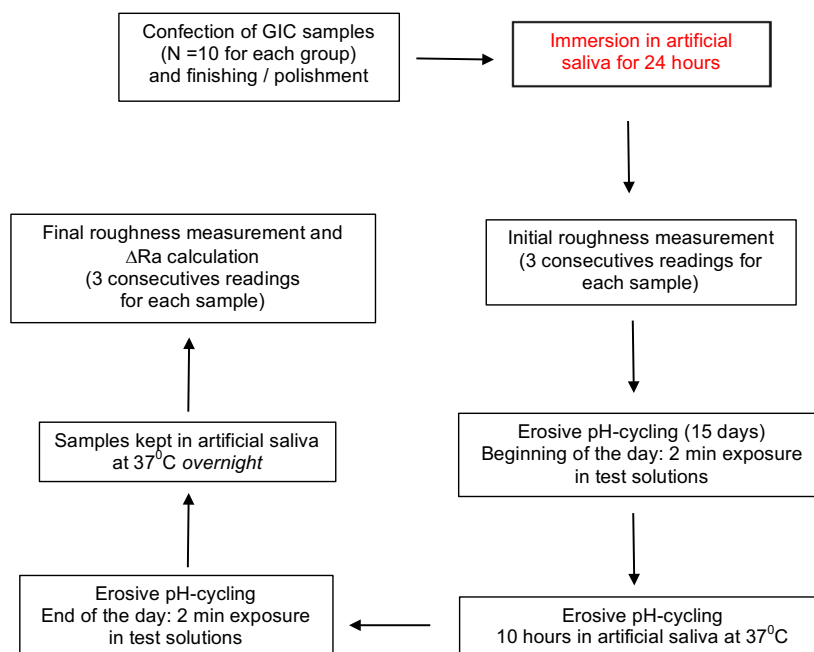 Confection of GIC samples
(N =10 for each group)
and finishing / polishment
Immersion in artificial
saliva for 24 hours
Initial roughness measurement
(3 consecutives readings for
each sample)
Erosive pH-cycling (15 days)
Beginning of the day: 2 min exposure
in test solutions
Erosive pH-cycling
10 hours in artificial saliva at 37⁰C
Erosive pH-cycling
End of the day: 2 min exposure
in test solutions
Samples kept in artificial saliva
at 37⁰C overnight
Final roughness measurement and
ΔRa calculation
(3 consecutives readings
for each sample)